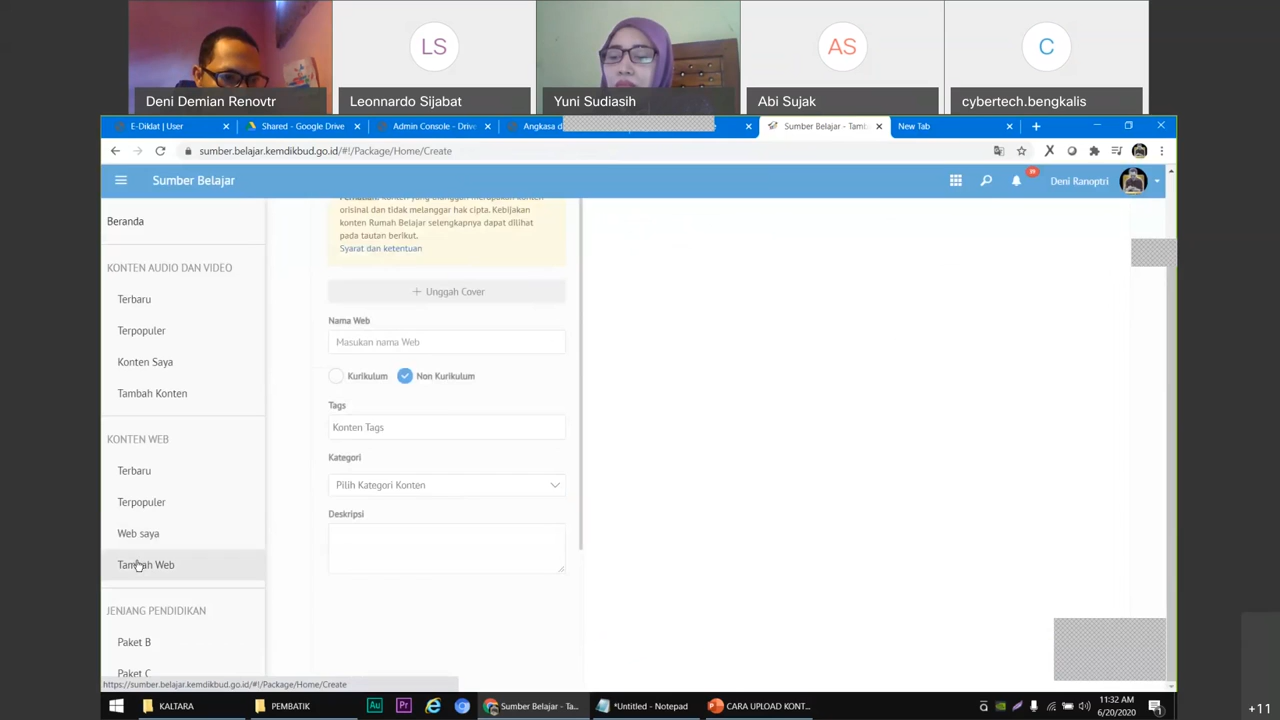 LS
AS
C
Deni Demian Renovtr
Leonnardo Sijabat
Yuni Sudiasih
Abi Sujak
cybertech.bengkalis
E-Diklat | User
Shared - Google Drive
Admin Console - Drive
Angkasa d
Sumber Belajar - Tamb
New Tab
sumber.belajar.kemdikbud.go.id/#!/Package/Home/Create
Sumber Belajar
Deni Ranoptri
Beranda
KONTEN AUDIO DAN VIDEO
Terbaru
Terpopuler
Konten Saya
Tambah Konten
KONTEN WEB
Terbaru
Terpopuler
Web saya
Tambah Web
JENJANG PENDIDIKAN
Paket B
Paket C
orisinal dan tidak melanggar hak cipta. Kebijakan
konten Rumah Belajar selengkapnya dapat dilihat
pada tautan berikut.
Syarat dan ketentuan
+ Unggah Cover
Nama Web
Masukan nama Web
Kurikulum
Non Kurikulum
Tags
Konten Tags
Kategori
Pilih Kategori Konten
Deskripsi
https://sumber.belajar.kemdikbud.go.id/#!/Package/Home/Create
KALTARA
PEMBATIK
Au
Pr
Sumber Belajar - Ta...
*Untitled - Notepad
CARA UPLOAD KONT...
11:32 AM
6/20/2020
+11